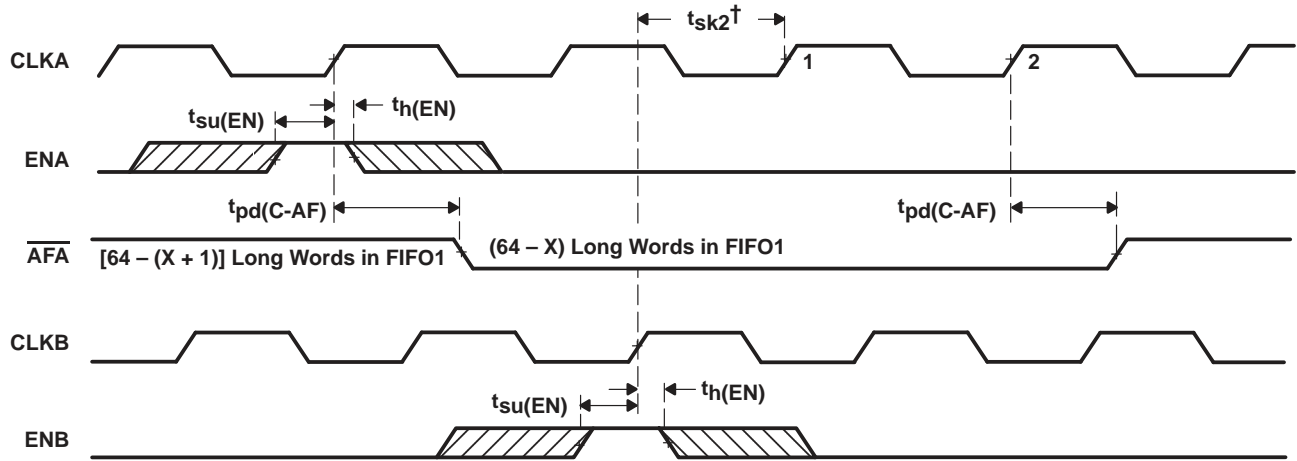 tsk2†
CLKA
1
2
th(EN)
tsu(EN)
ENA
tpd(C-AF)
tpd(C-AF)
AFA
[64 – (X + 1)] Long Words in FIFO1
(64 – X) Long Words in FIFO1
CLKB
tsu(EN)
th(EN)
ENB